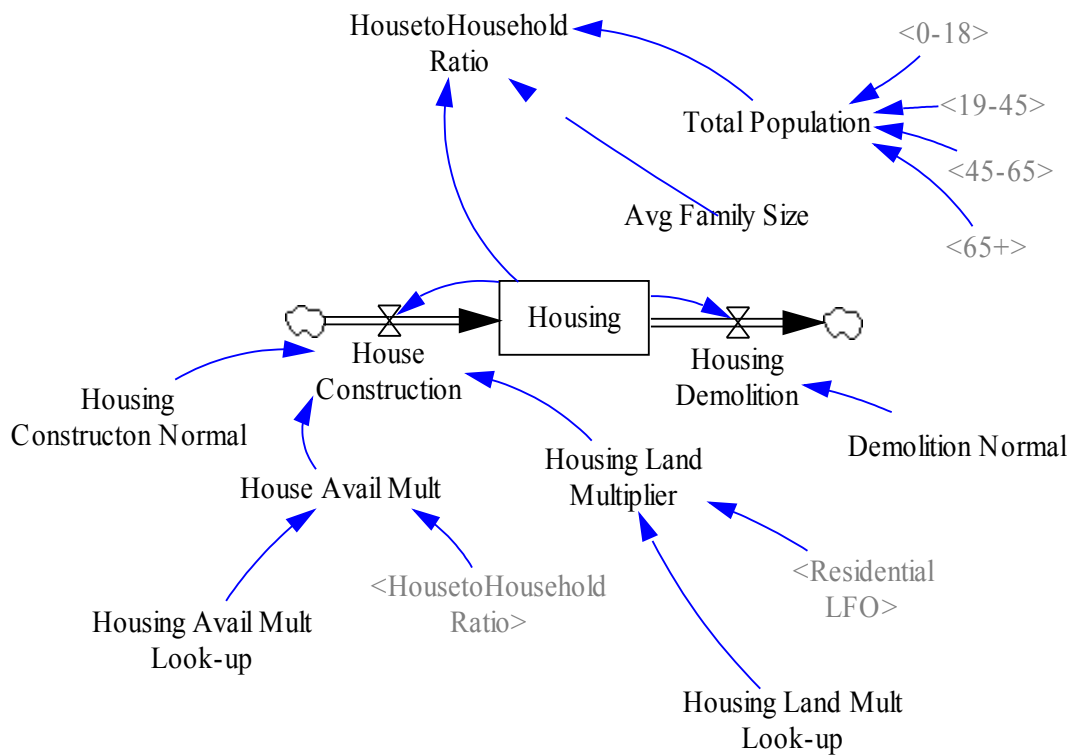 HousetoHousehold
Ratio
<0-18>
<19-45>
Total Population
<45-65>
Avg Family Size
<65+>
Housing
House
Construction
Housing
Demolition
Housing
Constructon Normal
Demolition Normal
Housing Land
Multiplier
House Avail Mult
<HousetoHousehold
Ratio>
<Residential
LFO>
Housing Avail Mult
Look-up
Housing Land Mult
Look-up